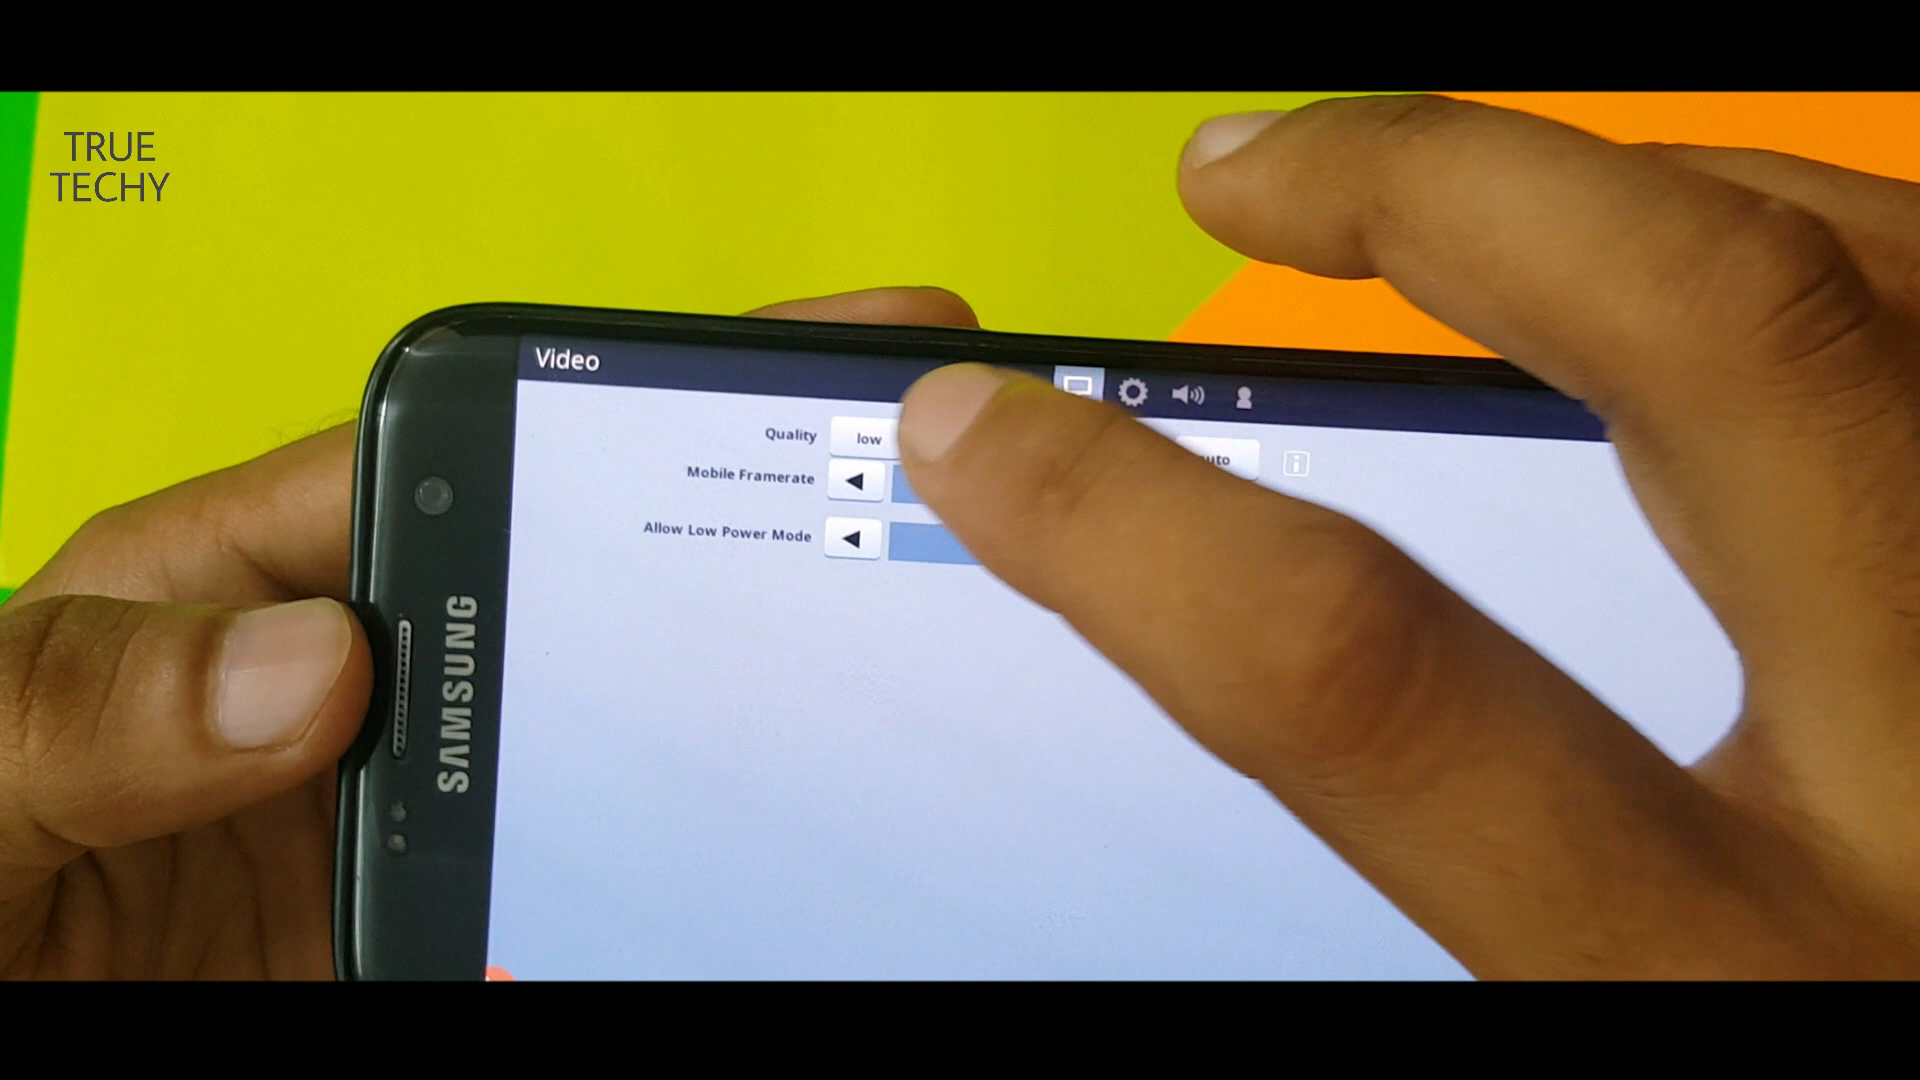 TRUE
TECHY
Video
Quality
low
Mobile Framerate
Allow Low Power Mode
SAMSUNG